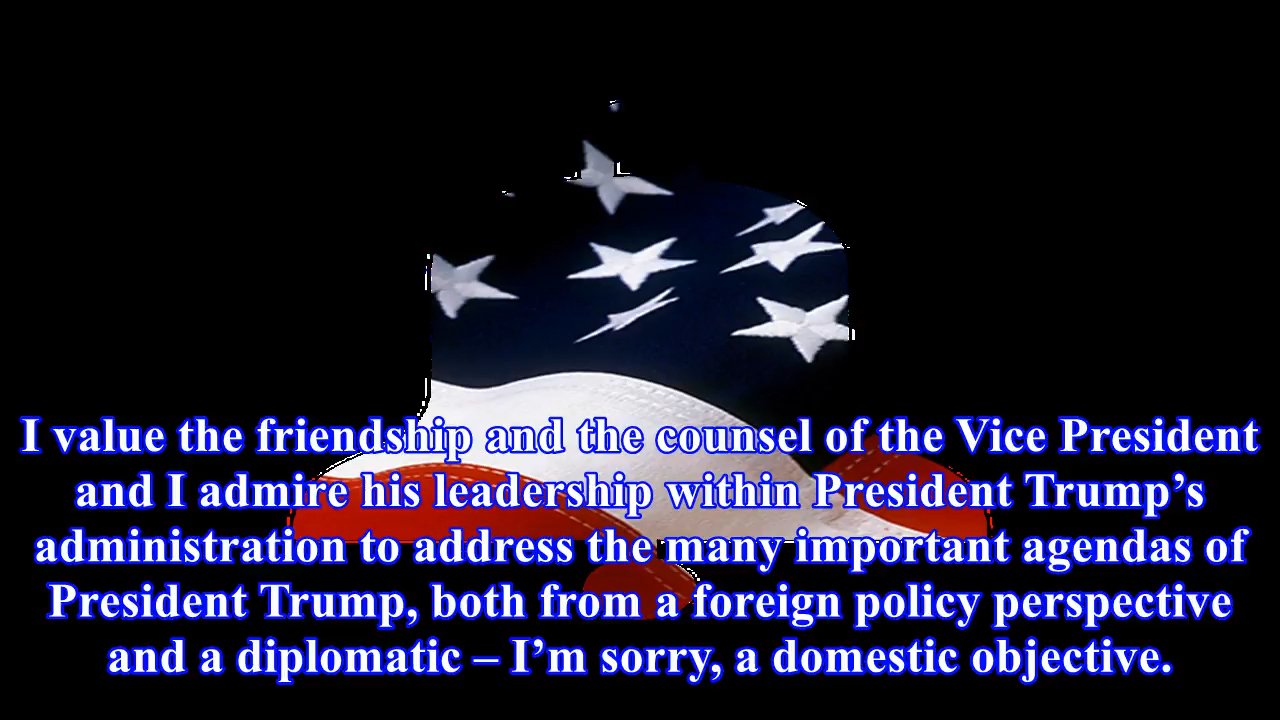 I value the friendship and the counsel of the Vice President
and I admire his leadership within President Trump’s
administration to address the many important agendas of
President Trump, both from a foreign policy perspective
and a diplomatic – I’m sorry, a domestic objective.